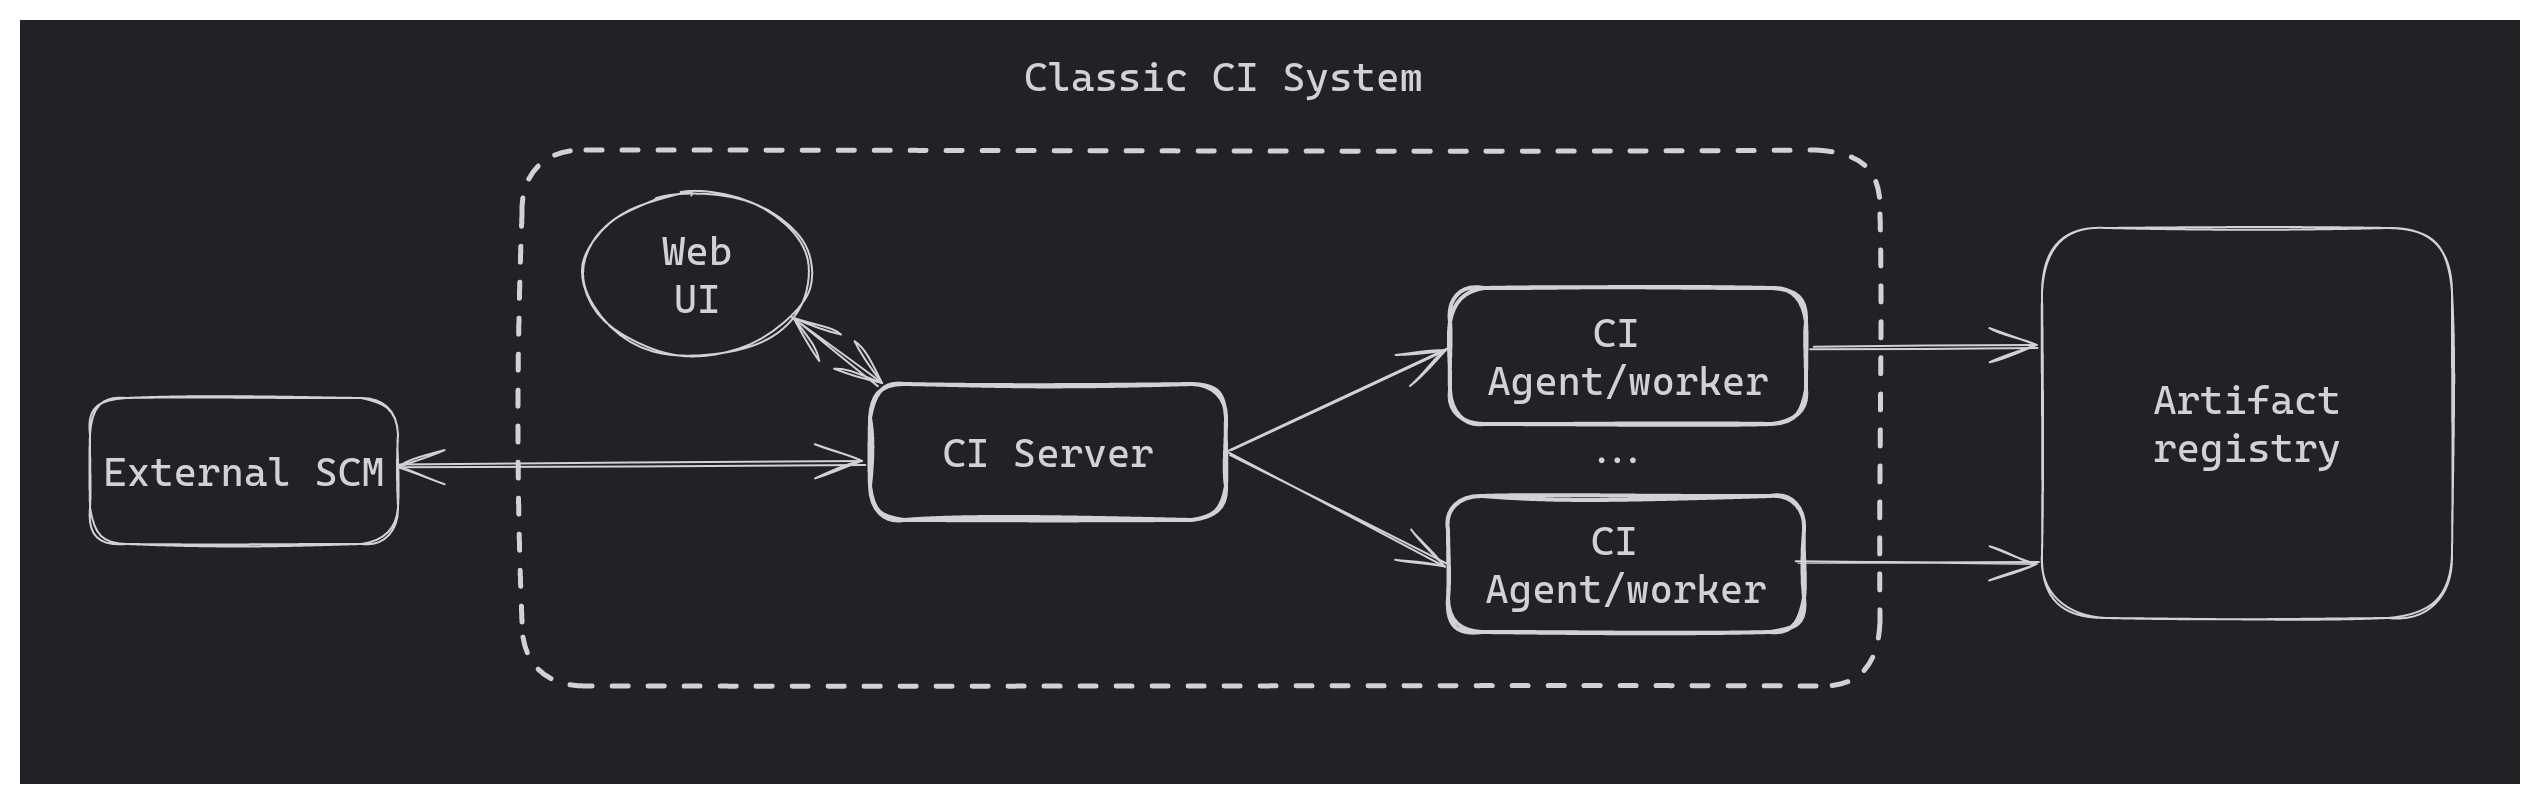 Classic CI System
Web
UI
External SCM
CI Server
CI
Agent/worker
...
CI
Agent/worker
Artifact
registry